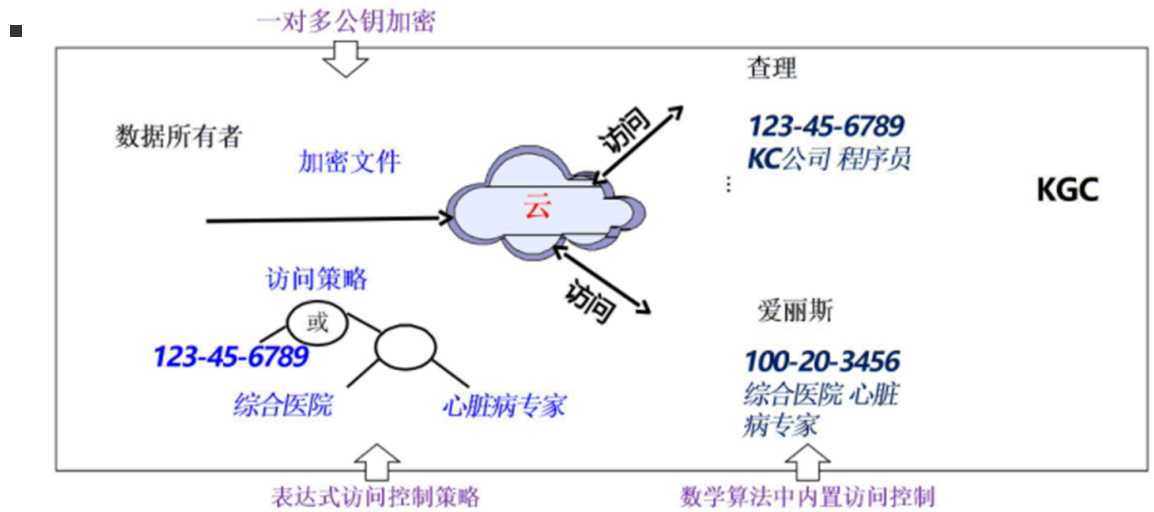 一对多公钥加密
数据所有者
加密文件
云
访问
访问
查理
123-45-6789
KC公司 程序员
⋮
KGC
访问策略
或
123-45-6789
综合医院
心脏病专家
爱丽斯
100-20-3456
综合医院 心脏
病专家
表达式访问控制策略
数学算法中内置访问控制